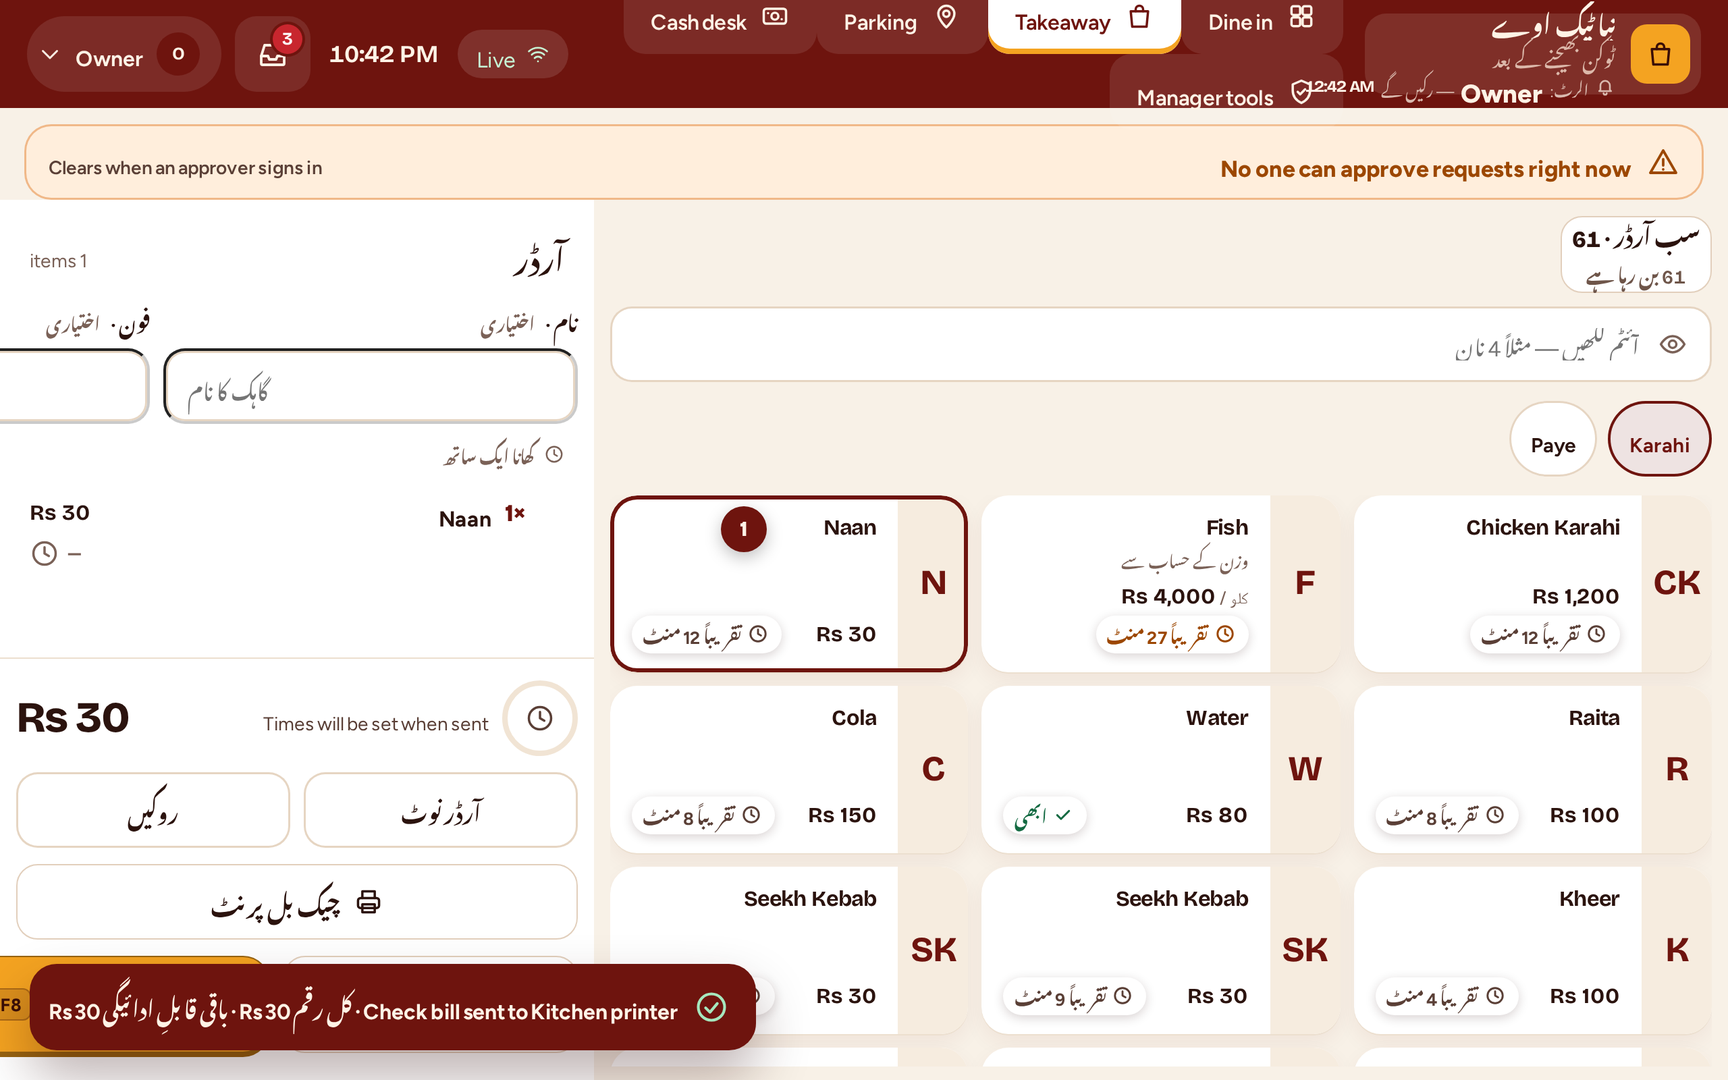 نیا ٹیک اوے
ٹوکن بھیجنے کے بعد
الرٹ: Owner — رکیں گے 12:42 AM
Dine in
Takeaway
Parking
Cash desk
Manager tools
Live
10:42 PM
3
Owner
O
No one can approve requests right now
Clears when an approver signs in
سب آرڈر · 61
61 بن رہا ہے
آئٹم لکھیں — مثلاً 4 نان
Karahi
Paye
CK
Chicken Karahi
Rs 1,200
تقریباً 12 منٹ
F
Fish
وزن کے حساب سے
Rs 4,000 / کلو
تقریباً 27 منٹ
N
Naan
1
Rs 30
تقریباً 12 منٹ
R
Raita
Rs 100
تقریباً 8 منٹ
W
Water
Rs 80
ابھی
C
Cola
Rs 150
تقریباً 8 منٹ
K
Kheer
Rs 100
تقریباً 4 منٹ
SK
Seekh Kebab
Rs 30
تقریباً 9 منٹ
SK
Seekh Kebab
Rs 30
آرڈر
items 1
نام · اختیاری
فون · اختیاری
گاہک کا نام
کھانا ایک ساتھ
1× Naan
Rs 30
–
Times will be set when sent
Rs 30
آرڈر نوٹ
روکیں
چیک بل پرنٹ
F8
Check bill sent to Kitchen printer · کل رقم Rs 30 · باقی قابلِ ادائیگی Rs 30